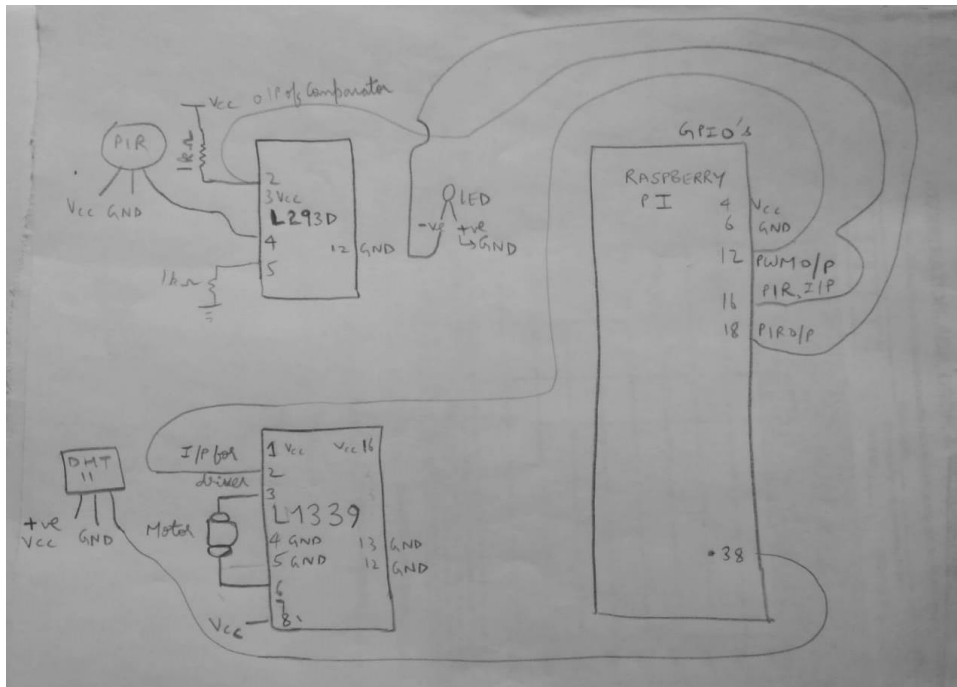 Vcc O/P of Comparator
PIR
1kΩ
Vcc GND
2
3 Vcc
L293D
4
12 GND
5
1kΩ
LED
-ve +ve
GND
GPIO's
RASPBERRY
PI
4 Vcc
6 GND
12 PWM O/P
16 PIR, I/P
18 PIR O/P
38
DMT
11
+ve
Vcc
GND
I/P for
driver
Motor
1 Vcc Vcc 16
2
3
LM339
4 GND 13 GND
5 GND 12 GND
6
7
8
Vcc